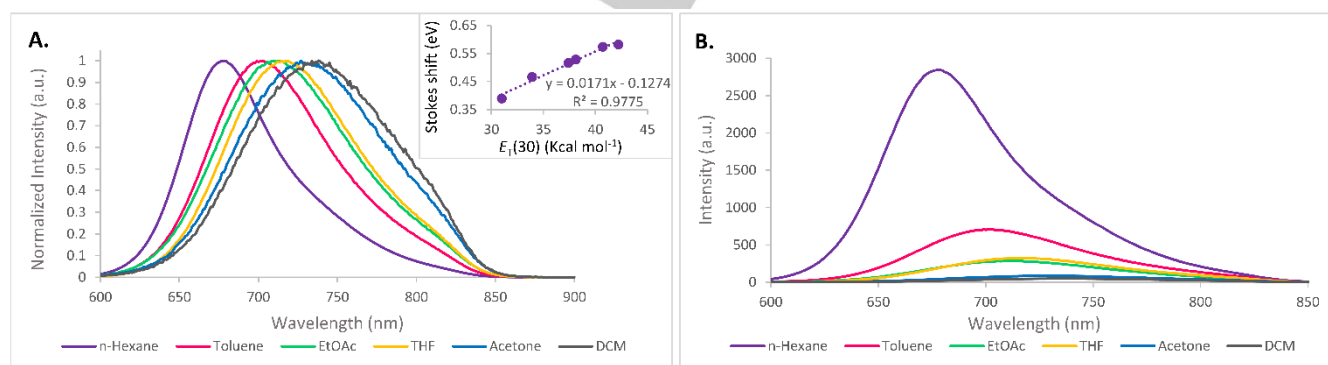 A.
Normalized Intensity (a.u.)
1
0.9
0.8
0.7
0.6
0.5
0.4
0.3
0.2
0.1
0
600 650 700 750 800 850 900
Wavelength (nm)
n-Hexane Toluene EtOAc THF Acetone DCM
Stokes shift (eV)
0.65
0.55
0.45
0.35
y = 0.0171x - 0.1274
R² = 0.9775
30 35 40 45
E_T(30) (Kcal mol⁻¹)
B.
Intensity (a.u.)
3000
2500
2000
1500
1000
500
0
600 650 700 750 800 850
Wavelength (nm)
n-Hexane Toluene EtOAc THF Acetone DCM